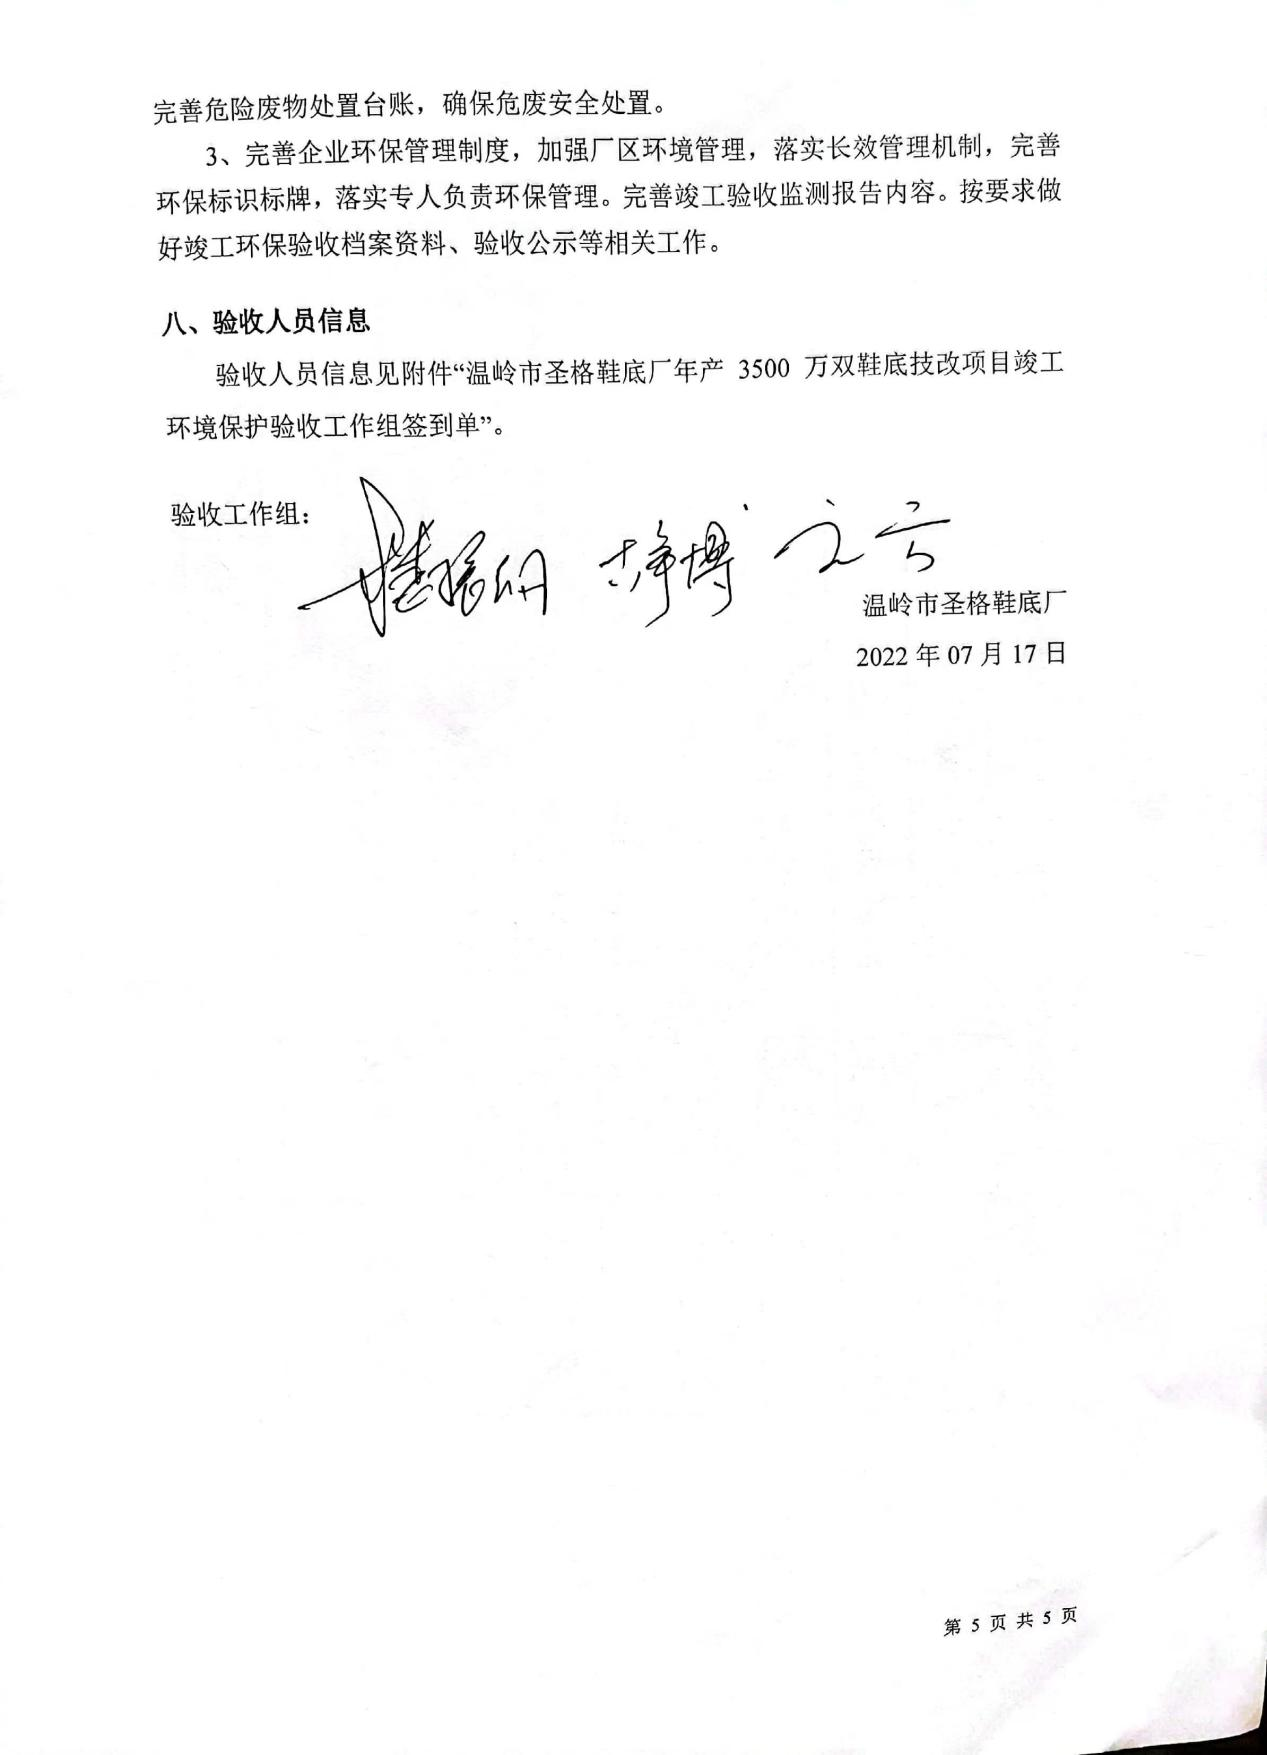 完善危险废物处置台账，确保危废安全处置。
3、完善企业环保管理制度，加强厂区环境管理，落实长效管理机制，完善
环保标识标牌，落实专人负责环保管理。完善竣工验收监测报告内容。按要求做
好竣工环保验收档案资料、验收公示等相关工作。
八、验收人员信息
验收人员信息见附件“温岭市圣格鞋底厂年产 3500 万双鞋底技改项目竣工
环境保护验收工作组签到单”。
验收工作组：
温岭市圣格鞋底厂
2022 年 07 月 17 日
第 5 页 共 5 页